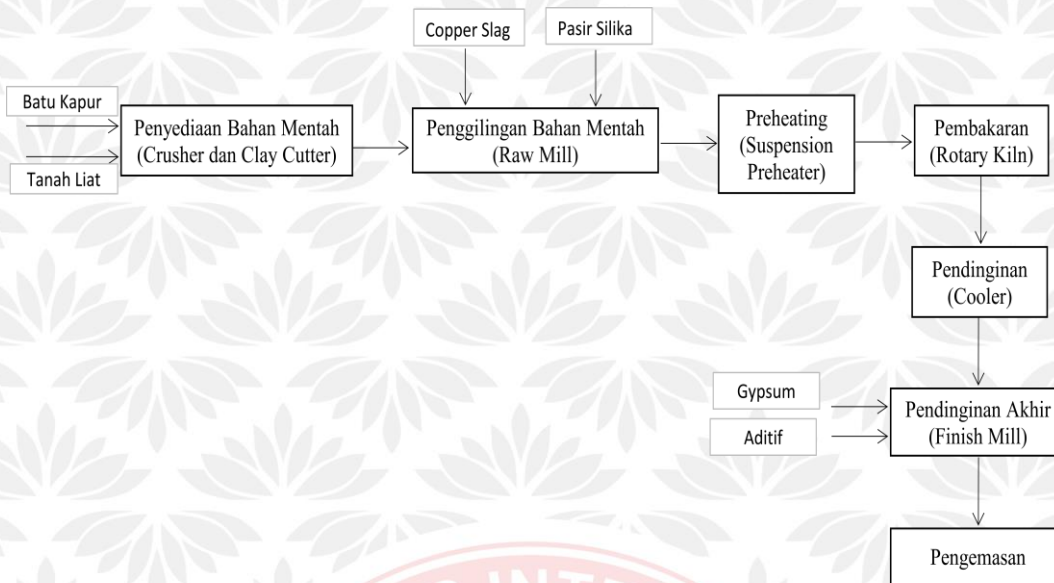 Copper Slag
Pasir Silika
Batu Kapur
Tanah Liat
Penyediaan Bahan Mentah
(Crusher dan Clay Cutter)
Penggilingan Bahan Mentah
(Raw Mill)
Preheating
(Suspension
Preheater)
Pembakaran
(Rotary Kiln)
Pendinginan
(Cooler)
Gypsum
Aditif
Pendinginan Akhir
(Finish Mill)
Pengemasan